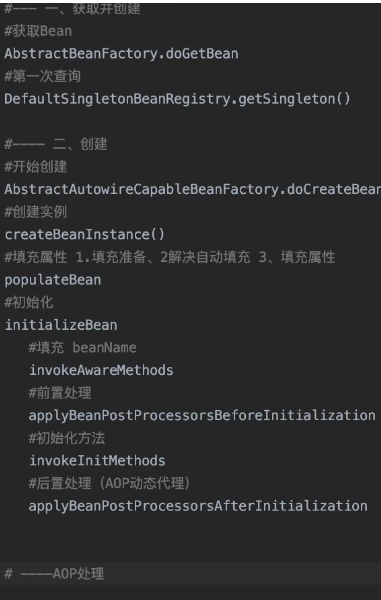 #--- 一、获取并创建
#获取Bean
AbstractBeanFactory.doGetBean
#第一次查询
DefaultSingletonBeanRegistry.getSingleton()
#---- 二、创建
#开始创建
AbstractAutowireCapableBeanFactory.doCreateBean
#创建实例
createBeanInstance()
#填充属性 1.填充准备、2解决自动填充 3、填充属性
populateBean
#初始化
initializeBean
#填充 beanName
invokeAwareMethods
#前置处理
applyBeanPostProcessorsBeforeInitialization
#初始化方法
invokeInitMethods
#后置处理（AOP动态代理）
applyBeanPostProcessorsAfterInitialization
# ----AOP处理